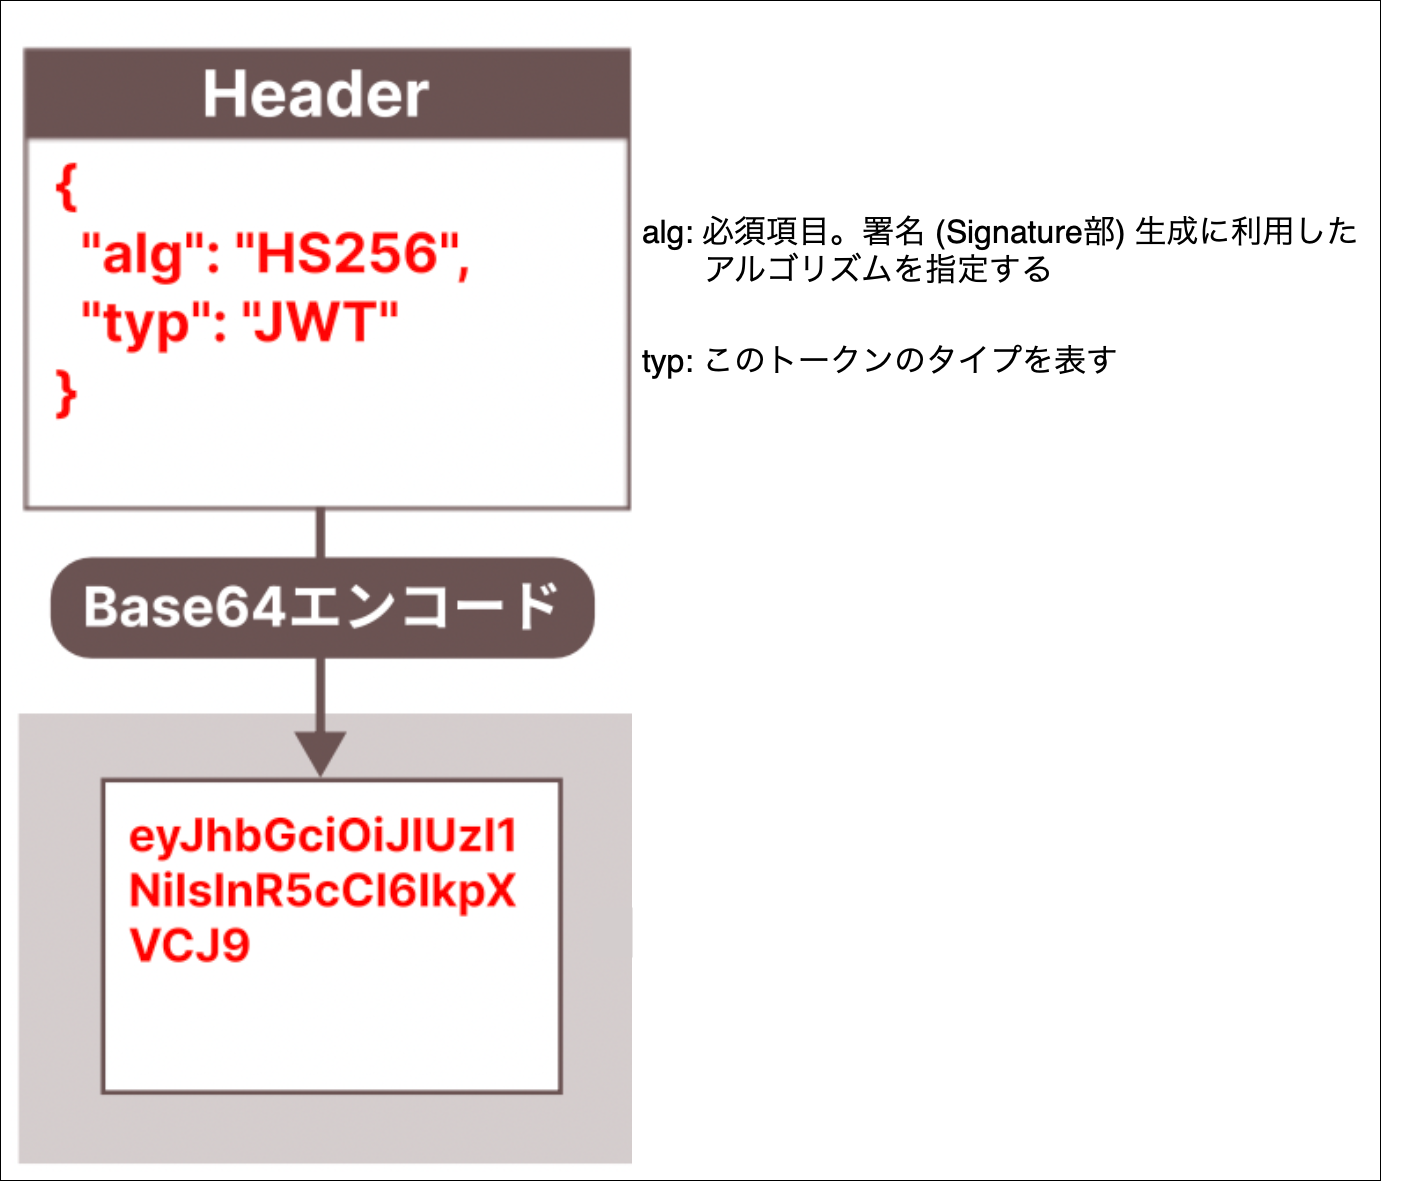 Header
{
"alg": "HS256",
"typ": "JWT"
}
alg: 必須項目。署名 (Signature部) 生成に利用した
アルゴリズムを指定する
typ: このトークンのタイプを表す
Base64エンコード
eyJhbGciOiJIUzI1
NiIsInR5cCI6IkpX
VCJ9